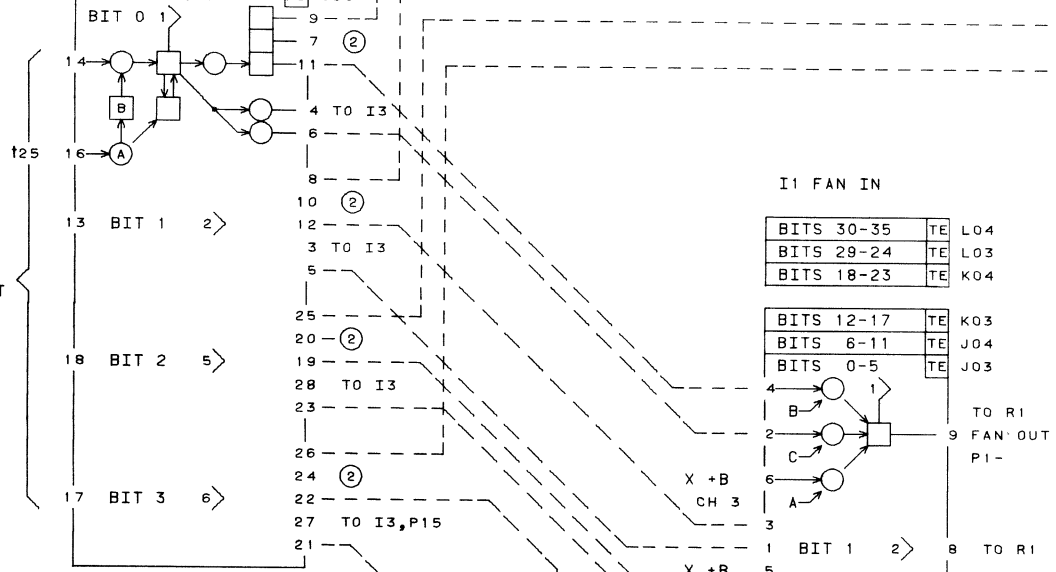 BIT 0 1
9
7 2
14 11
B 4 TO I3
6
†25 16 A
8
I1 FAN IN
10 2
13 BIT 1 2 12
BITS 30-35 TE L04
3 TO I3
BITS 29-24 TE L03
5
BITS 18-23 TE K04
25
BITS 12-17 TE K03
20 2
BITS 6-11 TE J04
18 BIT 2 5 19
BITS 0-5 TE J03
28 TO I3
4 1
23
B TO R1
2 9 FAN OUT
26 C P1-
24 2
X +B 6
17 BIT 3 6 22
CH 3 A
27 TO I3,P15
3
21
1 BIT 1 2 8 TO R1
X +B 5